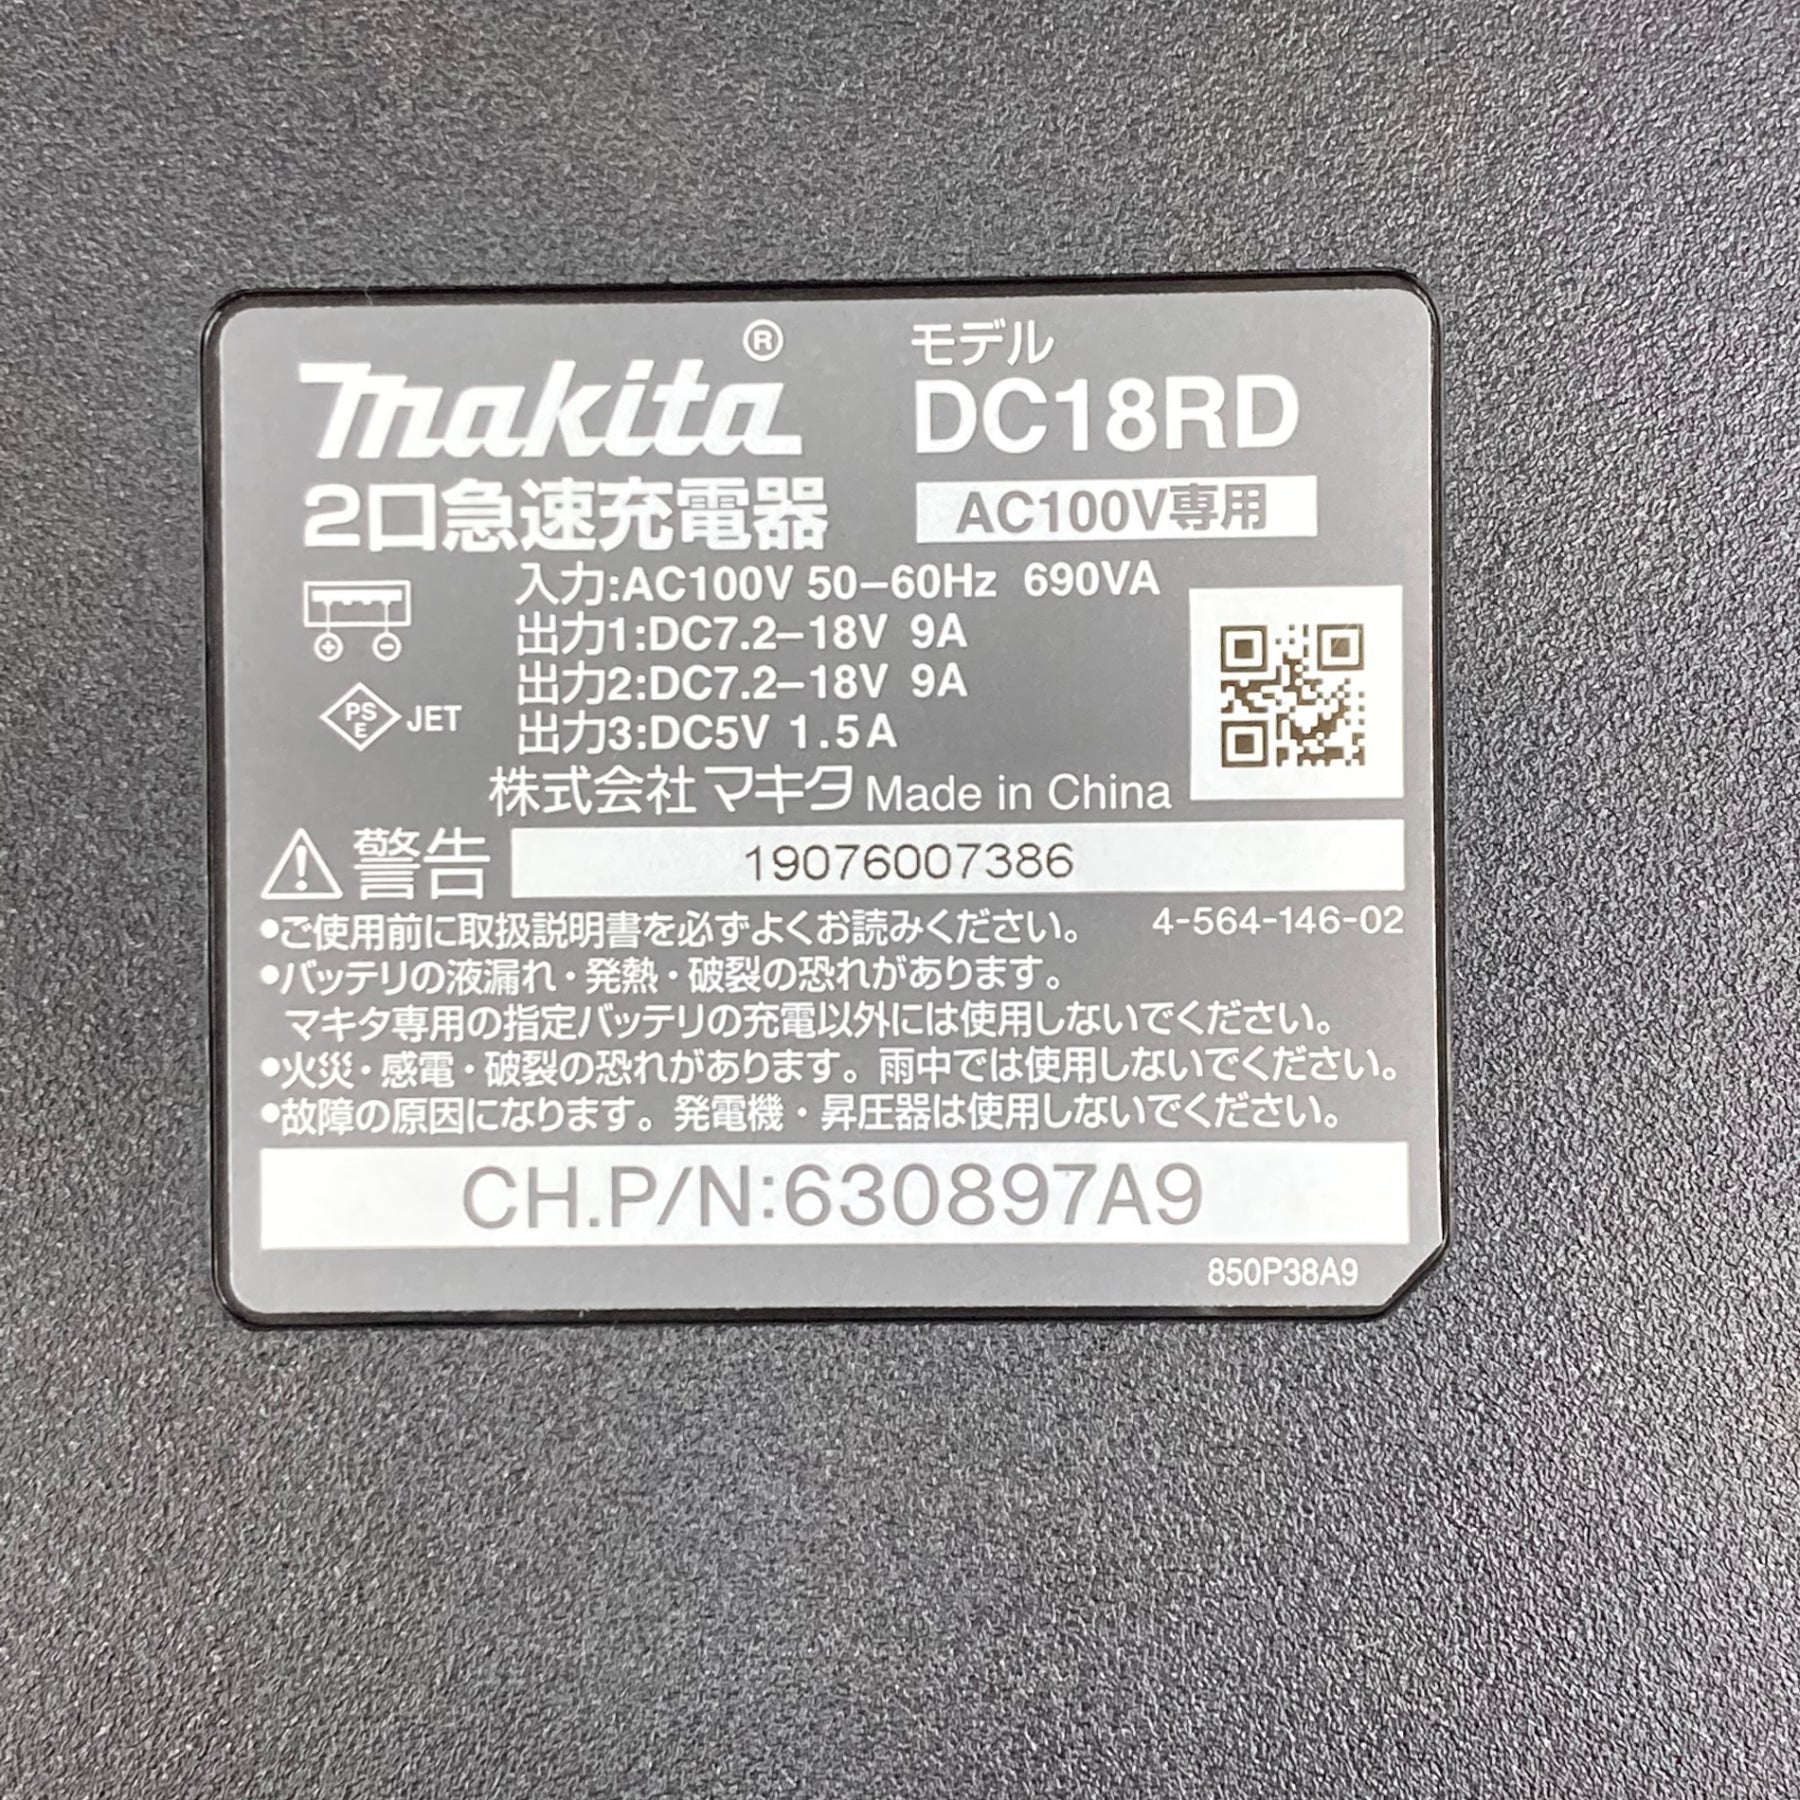 makita®
2口急速充電器
モデル
DC18RD
AC100V専用
入力:AC100V 50–60Hz 690VA
出力1:DC7.2–18V 9A
出力2:DC7.2–18V 9A
出力3:DC5V 1.5A
⊕ ⊖
PS
E
JET
株式会社マキタ Made in China
警告
19076007386
4-564-146-02
•ご使用前に取扱説明書を必ずよくお読みください。
•バッテリの液漏れ・発熱・破裂の恐れがあります。
マキタ専用の指定バッテリの充電以外には使用しないでください。
•火災・感電・破裂の恐れがあります。雨中では使用しないでください。
•故障の原因になります。発電機・昇圧器は使用しないでください。
CH.P/N:630897A9
850P38A9